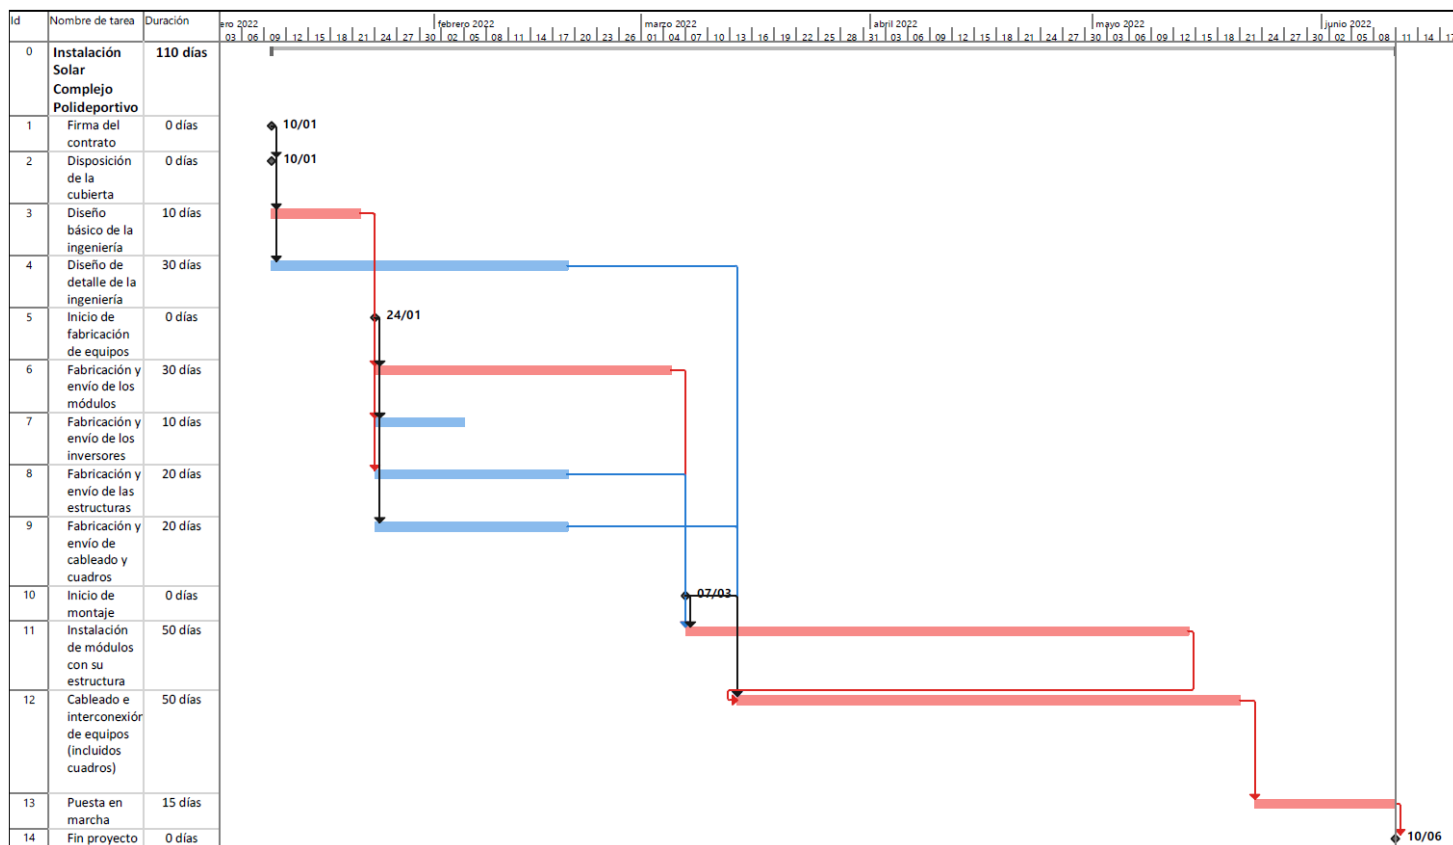 Id Nombre de tarea Duración ero 2022 febrero 2022 marzo 2022 abril 2022 mayo 2022 junio 2022
03 06 09 12 15 18 21 24 27 30 02 05 08 11 14 17 20 23 26 01 04 07 10 13 16 19 22 25 28 31 03 06 09 12 15 18 21 24 27 30 03 06 09 12 15 18 21 24 27 30 02 05 08 11 14 17
0 Instalación 110 días
Solar
Complejo
Polideportivo
1 Firma del 0 días 10/01
contrato
2 Disposición 0 días 10/01
de la
cubierta
3 Diseño 10 días
básico de la
ingeniería
4 Diseño de 30 días
detalle de la
ingeniería
5 Inicio de 0 días 24/01
fabricación
de equipos
6 Fabricación y 30 días
envío de los
módulos
7 Fabricación y 10 días
envío de los
inversores
8 Fabricación y 20 días
envío de las
estructuras
9 Fabricación y 20 días
envío de
cableado y
cuadros
10 Inicio de 0 días 07/03
montaje
11 Instalación 50 días
de módulos
con su
estructura
12 Cableado e 50 días
interconexión
de equipos
(incluidos
cuadros)
13 Puesta en 15 días
marcha
14 Fin proyecto 0 días 10/06